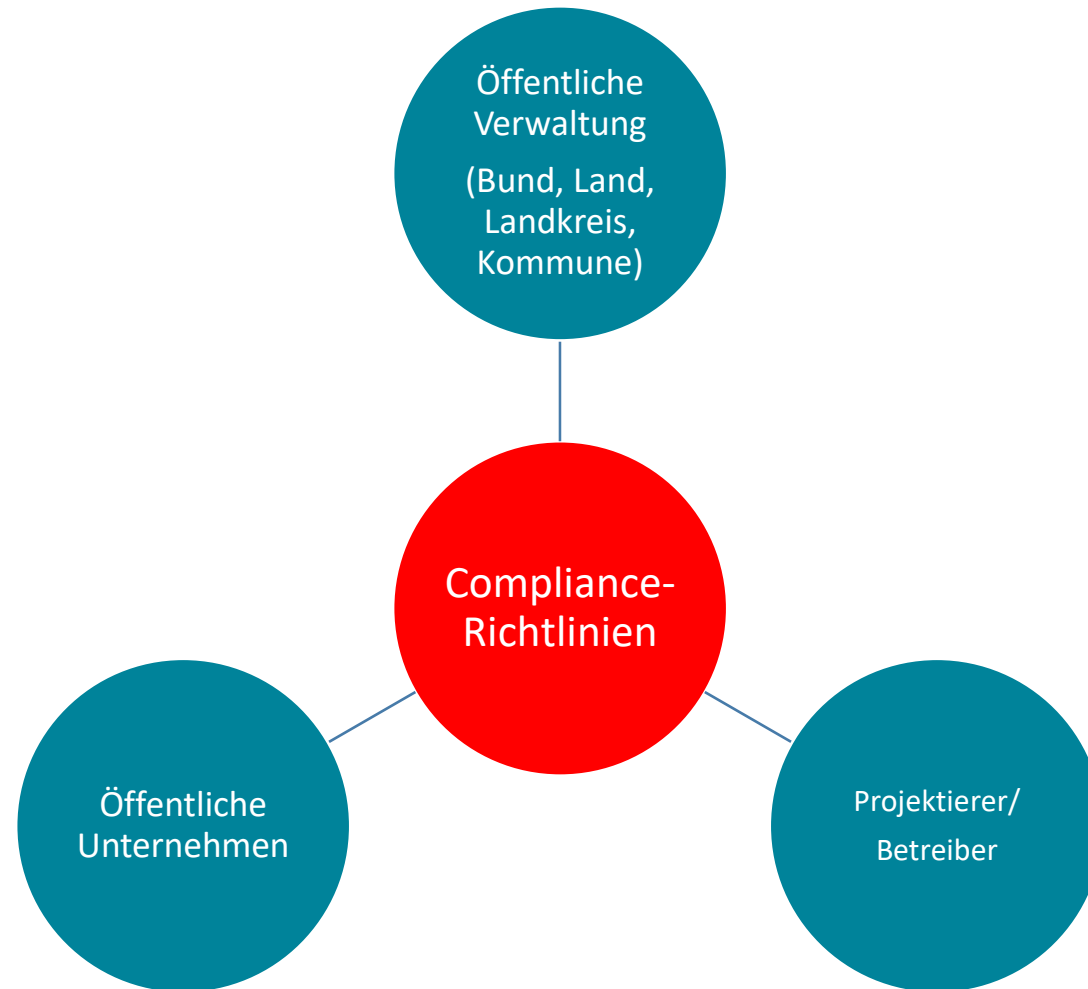 Öffentliche
Verwaltung
(Bund, Land,
Landkreis,
Kommune)
Compliance-
Richtlinien
Öffentliche
Unternehmen
Projektierer/
Betreiber